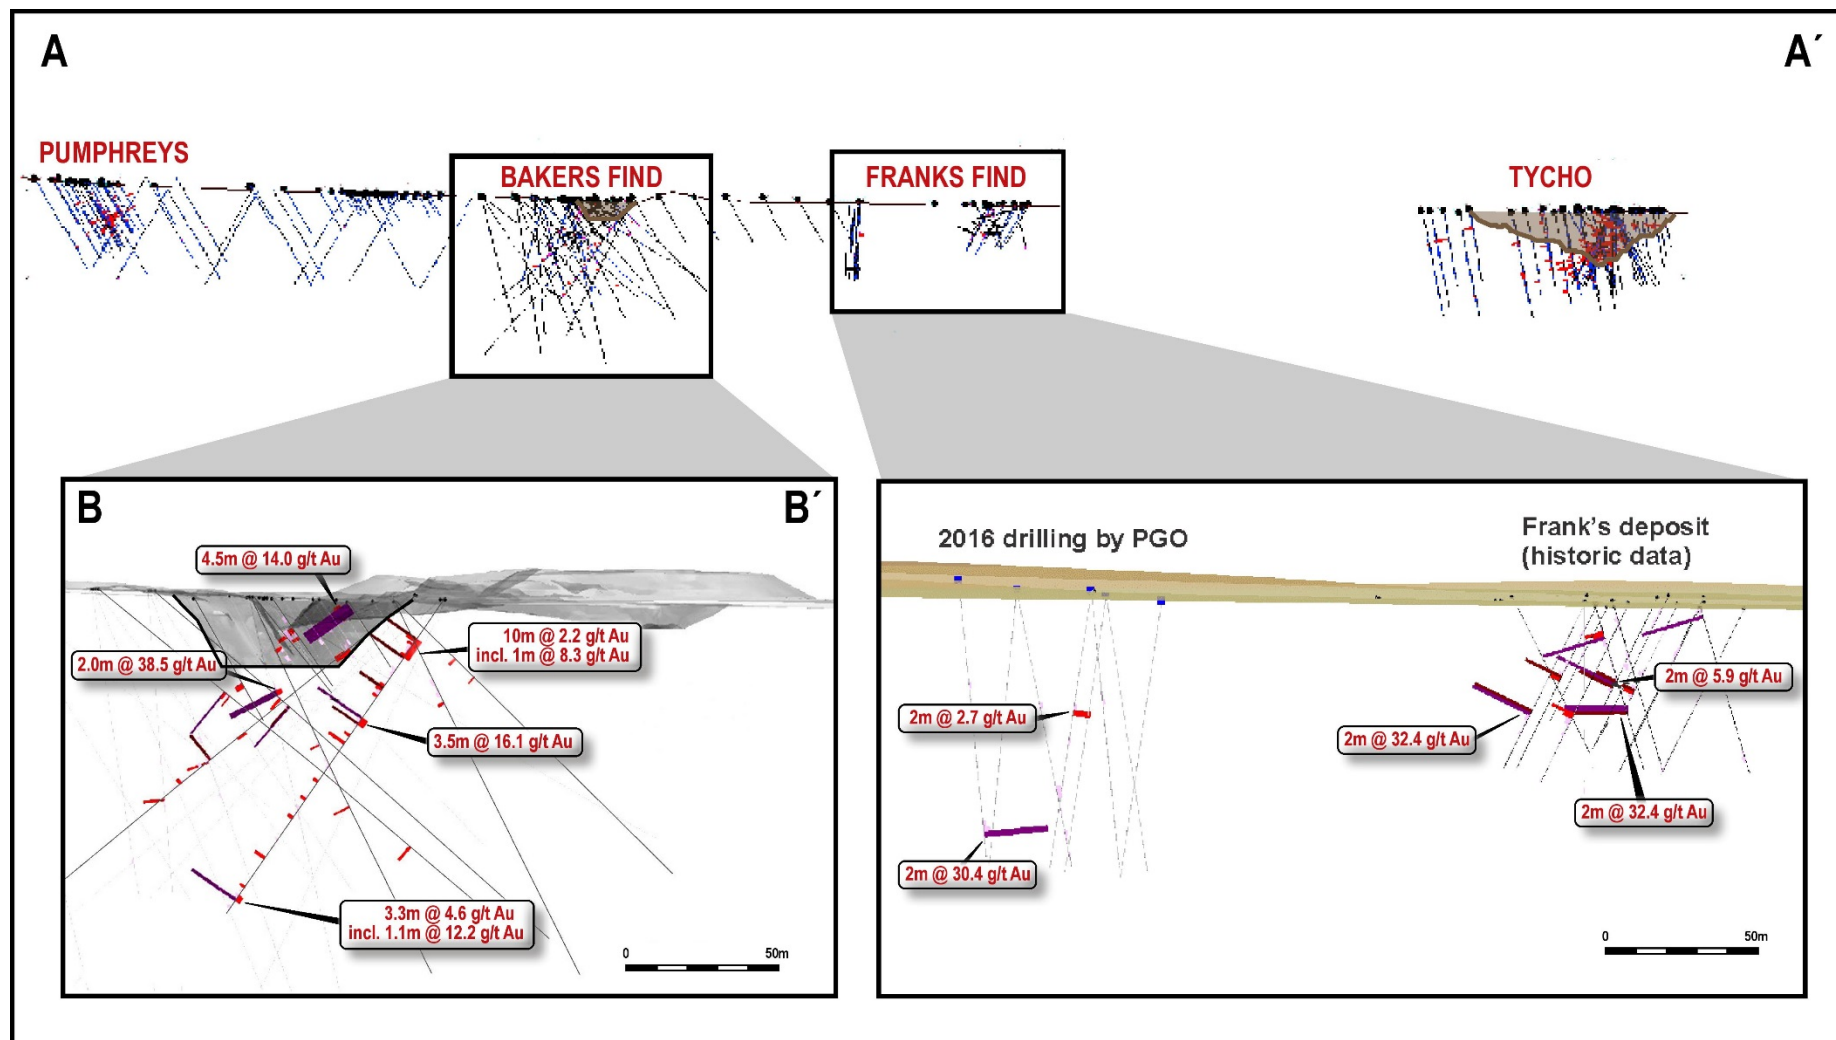 A
A´
PUMPHREYS
BAKERS FIND
FRANKS FIND
TYCHO
B
B´
4.5m @ 14.0 g/t Au
10m @ 2.2 g/t Au
incl. 1m @ 8.3 g/t Au
2.0m @ 38.5 g/t Au
3.5m @ 16.1 g/t Au
3.3m @ 4.6 g/t Au
incl. 1.1m @ 12.2 g/t Au
0
50m
2016 drilling by PGO
Frank's deposit
(historic data)
2m @ 5.9 g/t Au
2m @ 2.7 g/t Au
2m @ 32.4 g/t Au
2m @ 32.4 g/t Au
2m @ 30.4 g/t Au
0
50m